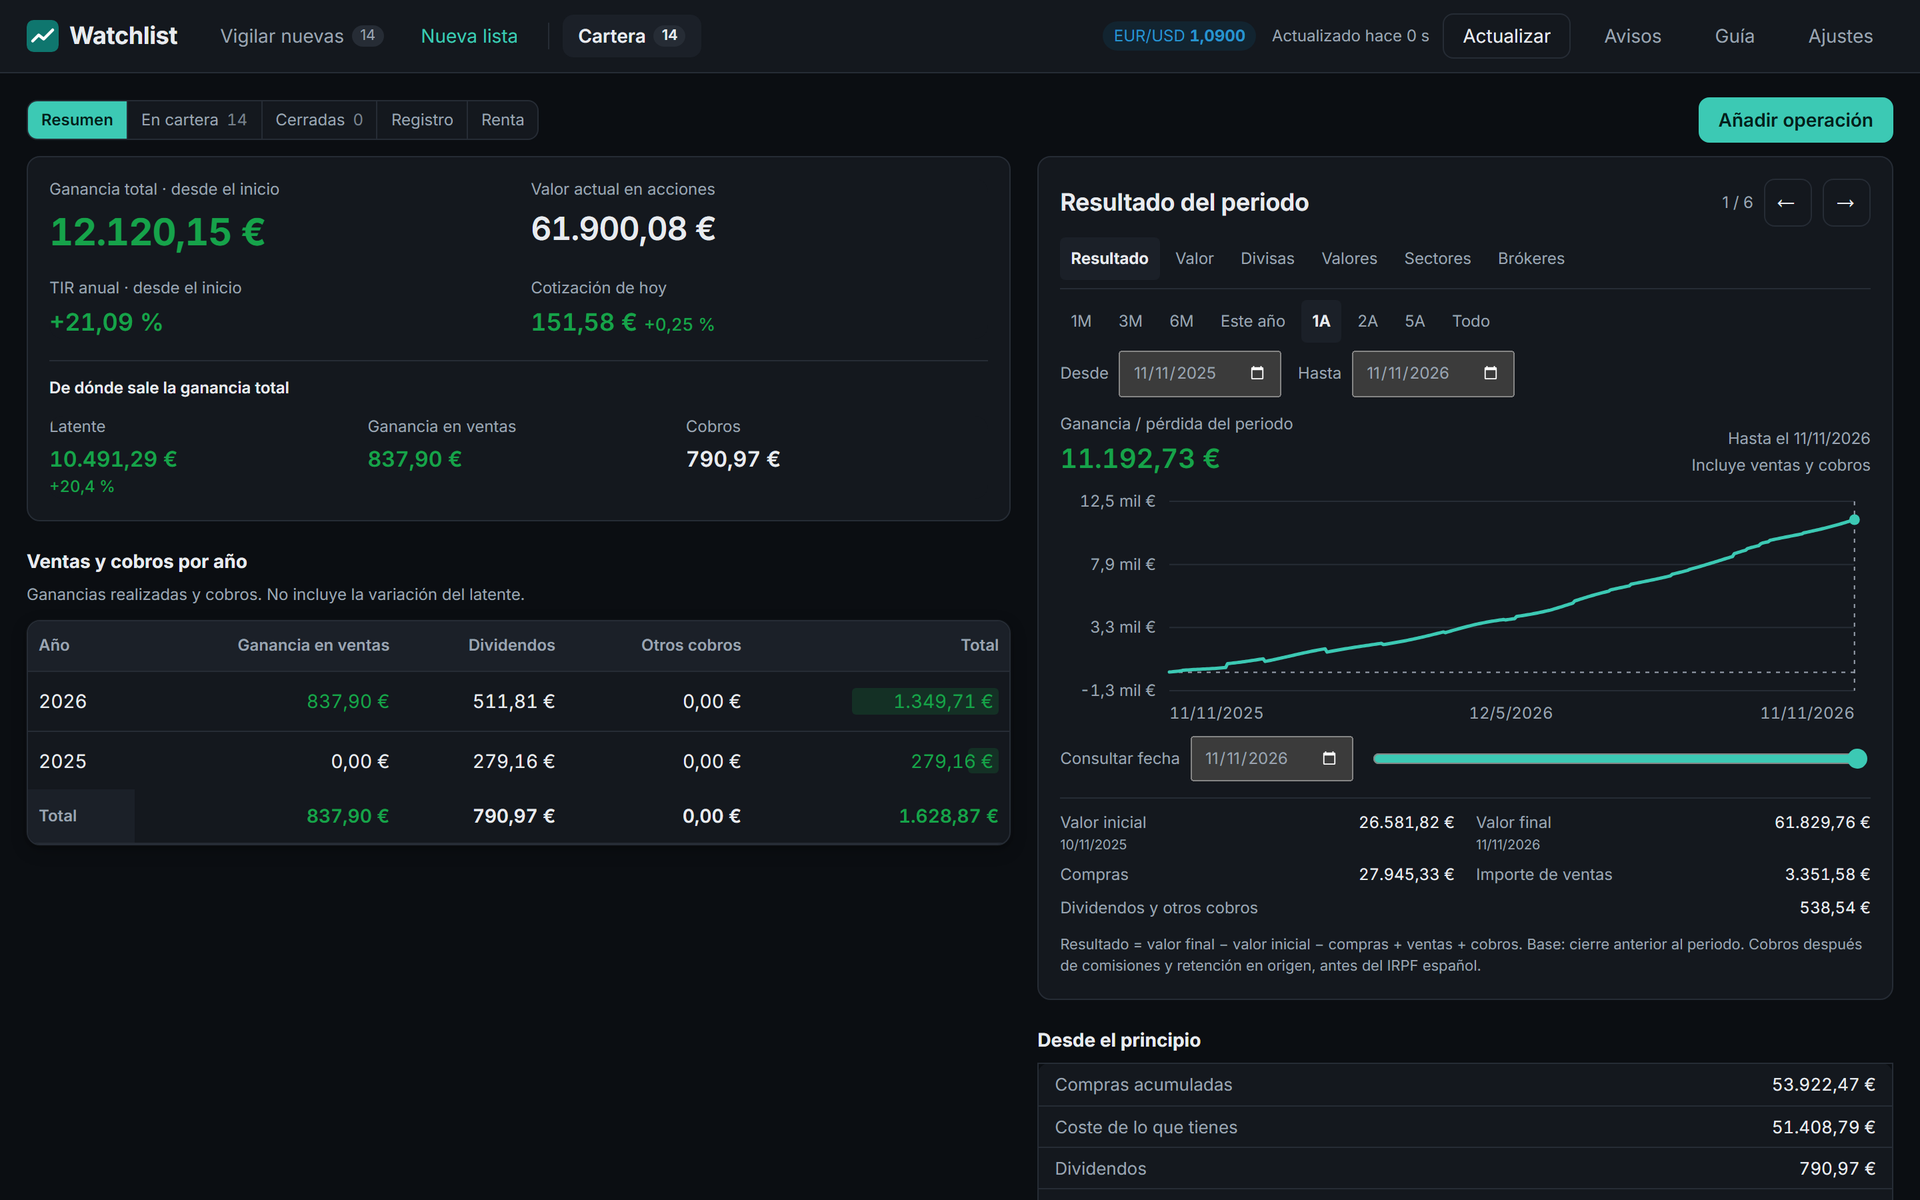 Watchlist
Vigilar nuevas 14
Nueva lista
Cartera 14
EUR/USD 1,0900
Actualizado hace 0 s
Actualizar
Avisos
Guía
Ajustes
Resumen
En cartera 14
Cerradas 0
Registro
Renta
Añadir operación
Ganancia total · desde el inicio
12.120,15 €
Valor actual en acciones
61.900,08 €
TIR anual · desde el inicio
+21,09 %
Cotización de hoy
151,58 € +0,25 %
De dónde sale la ganancia total
Latente
10.491,29 €
+20,4 %
Ganancia en ventas
837,90 €
Cobros
790,97 €
Ventas y cobros por año
Ganancias realizadas y cobros. No incluye la variación del latente.
Año Ganancia en ventas Dividendos Otros cobros Total
2026 837,90 € 511,81 € 0,00 € 1.349,71 €
2025 0,00 € 279,16 € 0,00 € 279,16 €
Total 837,90 € 790,97 € 0,00 € 1.628,87 €
Resultado del periodo
1 / 6 ← →
Resultado Valor Divisas Valores Sectores Brókeres
1M 3M 6M Este año 1A 2A 5A Todo
Desde 11/11/2025 Hasta 11/11/2026
Ganancia / pérdida del periodo
11.192,73 €
Hasta el 11/11/2026
Incluye ventas y cobros
12,5 mil €
7,9 mil €
3,3 mil €
-1,3 mil €
11/11/2025 12/5/2026 11/11/2026
Consultar fecha 11/11/2026
Valor inicial 26.581,82 €
10/11/2025
Valor final 61.829,76 €
11/11/2026
Compras 27.945,33 €
Importe de ventas 3.351,58 €
Dividendos y otros cobros 538,54 €
Resultado = valor final − valor inicial − compras + ventas + cobros. Base: cierre anterior al periodo. Cobros después
de comisiones y retención en origen, antes del IRPF español.
Desde el principio
Compras acumuladas 53.922,47 €
Coste de lo que tienes 51.408,79 €
Dividendos 790,97 €